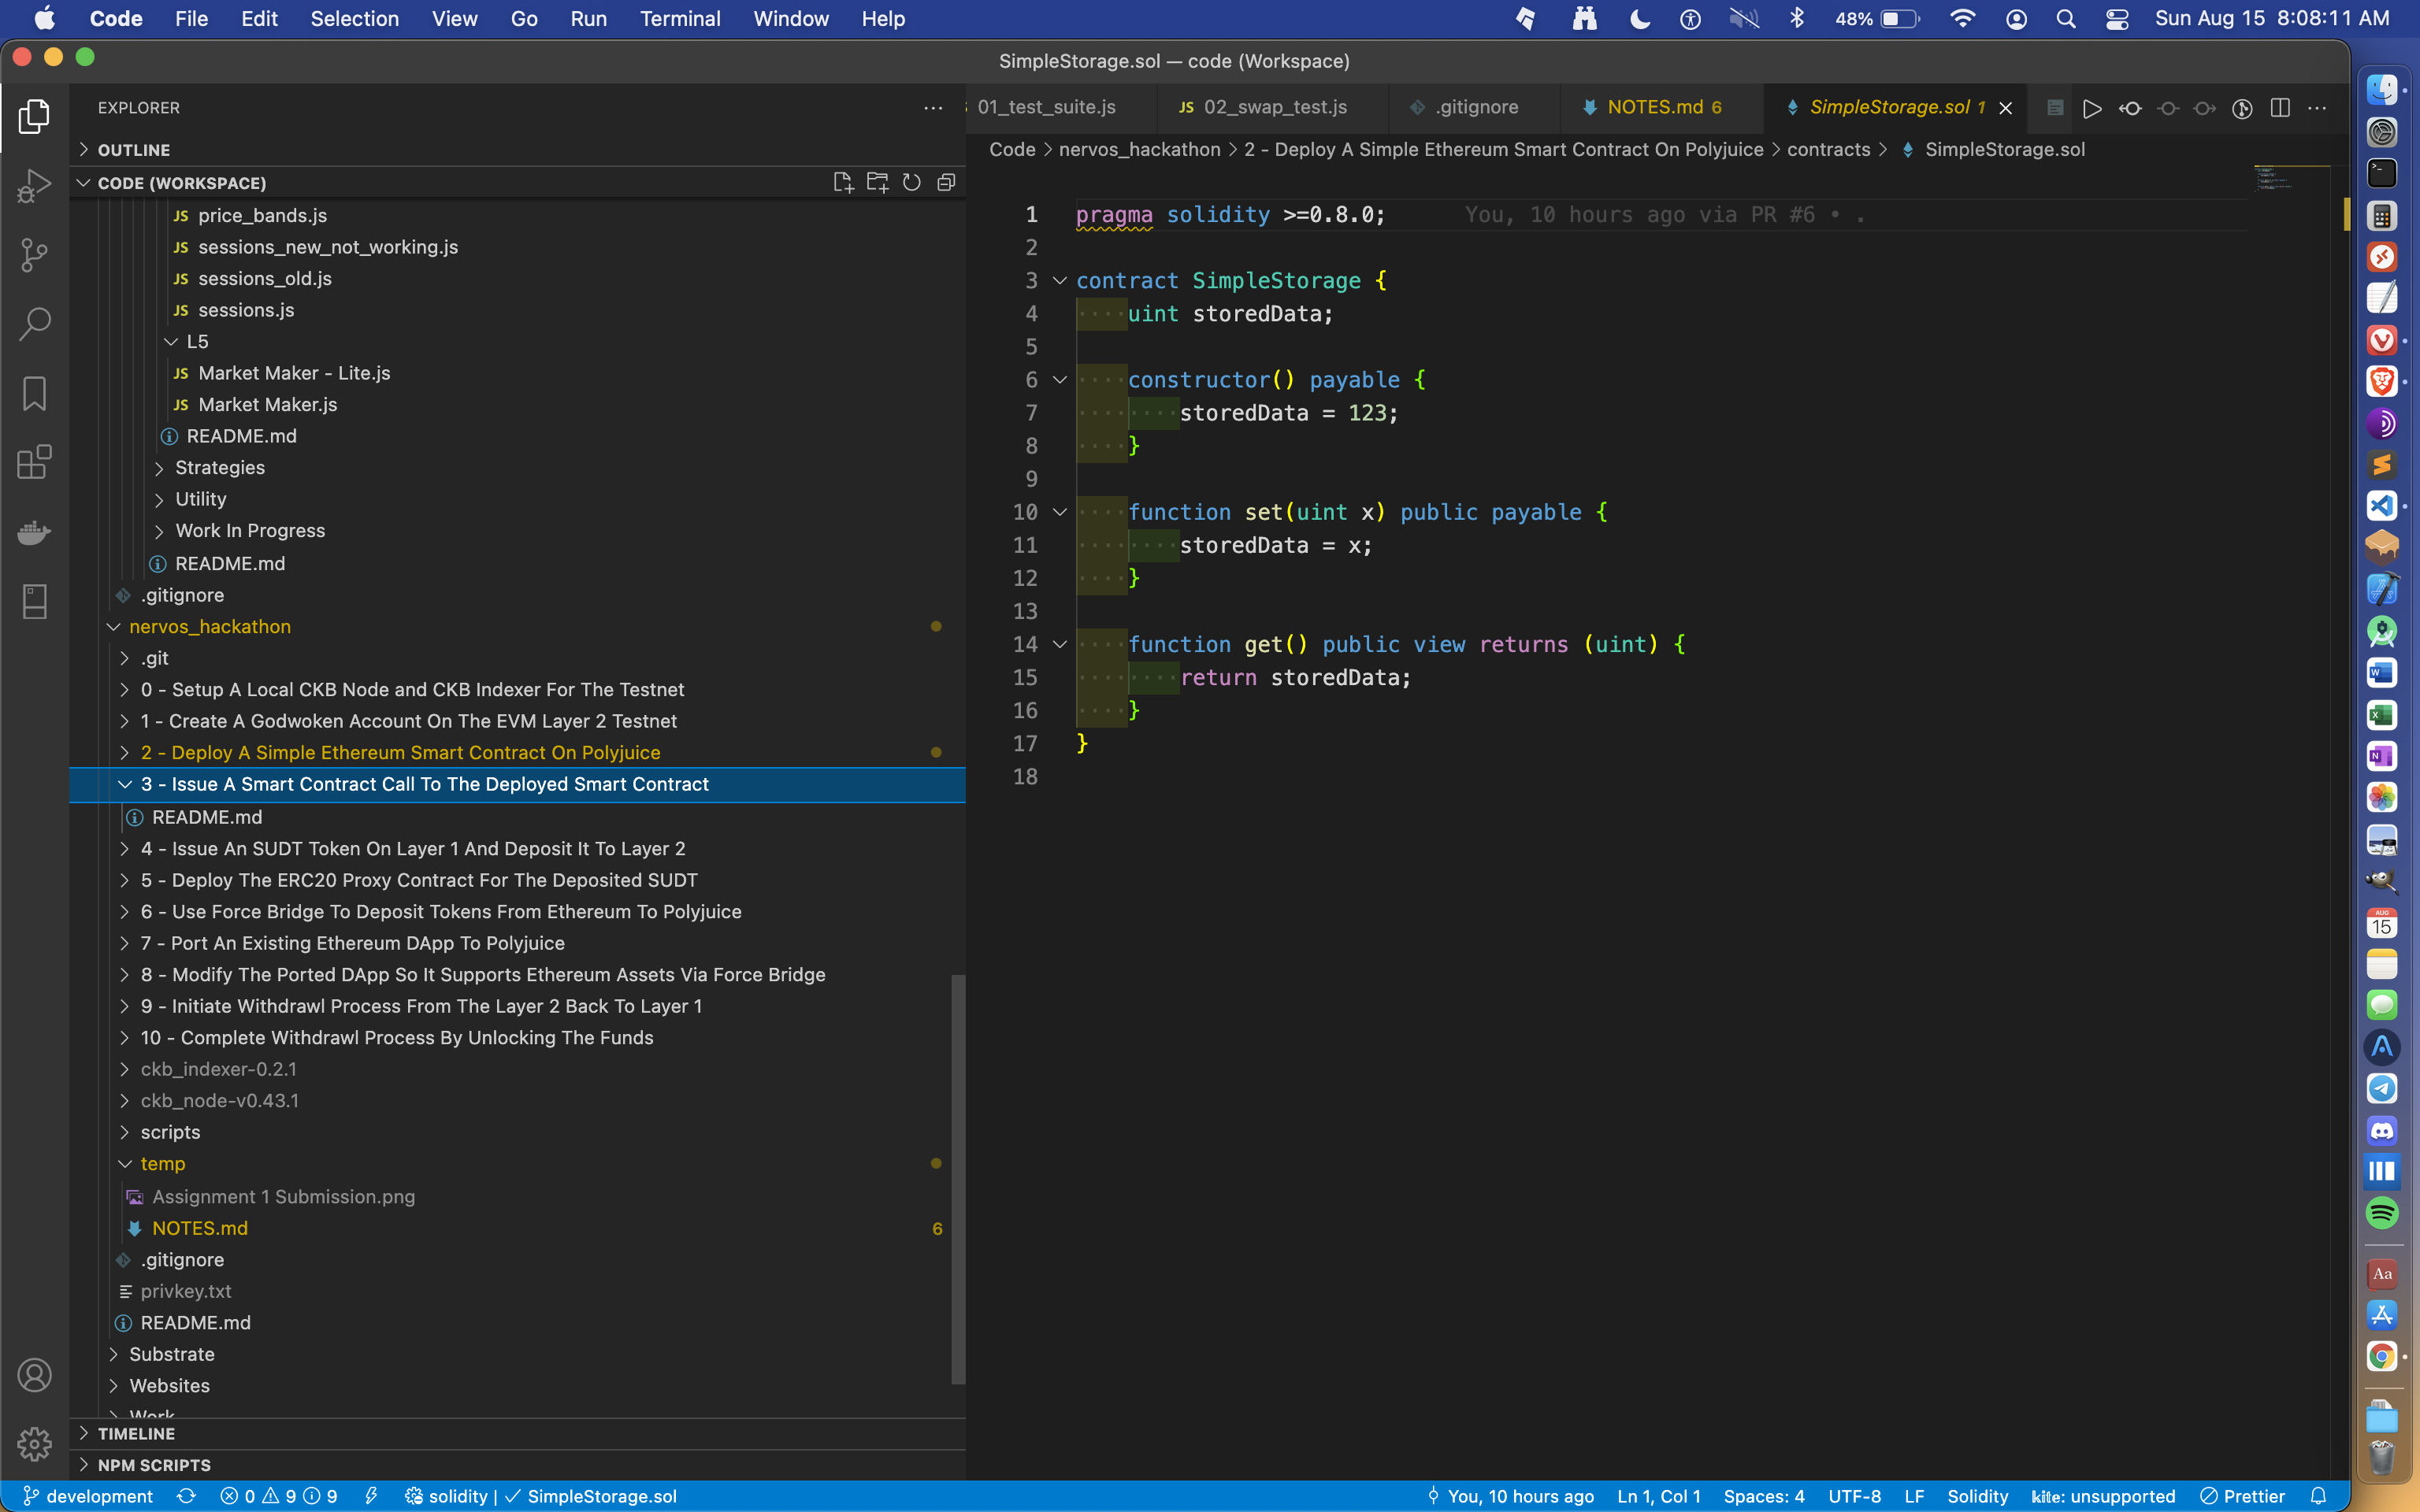 Code File Edit Selection View Go Run Terminal Window Help 48% Sun Aug 15 8:08:11 AM
SimpleStorage.sol — code (Workspace)
EXPLORER
01_test_suite.js JS 02_swap_test.js .gitignore NOTES.md 6 SimpleStorage.sol 1
OUTLINE
Code > nervos_hackathon > 2 - Deploy A Simple Ethereum Smart Contract On Polyjuice > contracts > SimpleStorage.sol
CODE (WORKSPACE)
JS price_bands.js
JS sessions_new_not_working.js
JS sessions_old.js
JS sessions.js
L5
JS Market Maker - Lite.js
JS Market Maker.js
README.md
Strategies
Utility
Work In Progress
README.md
.gitignore
nervos_hackathon
.git
0 - Setup A Local CKB Node and CKB Indexer For The Testnet
1 - Create A Godwoken Account On The EVM Layer 2 Testnet
2 - Deploy A Simple Ethereum Smart Contract On Polyjuice
3 - Issue A Smart Contract Call To The Deployed Smart Contract
README.md
4 - Issue An SUDT Token On Layer 1 And Deposit It To Layer 2
5 - Deploy The ERC20 Proxy Contract For The Deposited SUDT
6 - Use Force Bridge To Deposit Tokens From Ethereum To Polyjuice
7 - Port An Existing Ethereum DApp To Polyjuice
8 - Modify The Ported DApp So It Supports Ethereum Assets Via Force Bridge
9 - Initiate Withdrawl Process From The Layer 2 Back To Layer 1
10 - Complete Withdrawl Process By Unlocking The Funds
ckb_indexer-0.2.1
ckb_node-v0.43.1
scripts
temp
Assignment 1 Submission.png
NOTES.md 6
.gitignore
privkey.txt
README.md
Substrate
Websites
Work
TIMELINE
NPM SCRIPTS
1 pragma solidity >=0.8.0; You, 10 hours ago via PR #6 • .
2
3 contract SimpleStorage {
4 uint storedData;
5
6 constructor() payable {
7 storedData = 123;
8 }
9
10 function set(uint x) public payable {
11 storedData = x;
12 }
13
14 function get() public view returns (uint) {
15 return storedData;
16 }
17 }
18
AUG
15
Aa
development 0 9 9 solidity | ✓ SimpleStorage.sol You, 10 hours ago Ln 1, Col 1 Spaces: 4 UTF-8 LF Solidity kite: unsupported Prettier